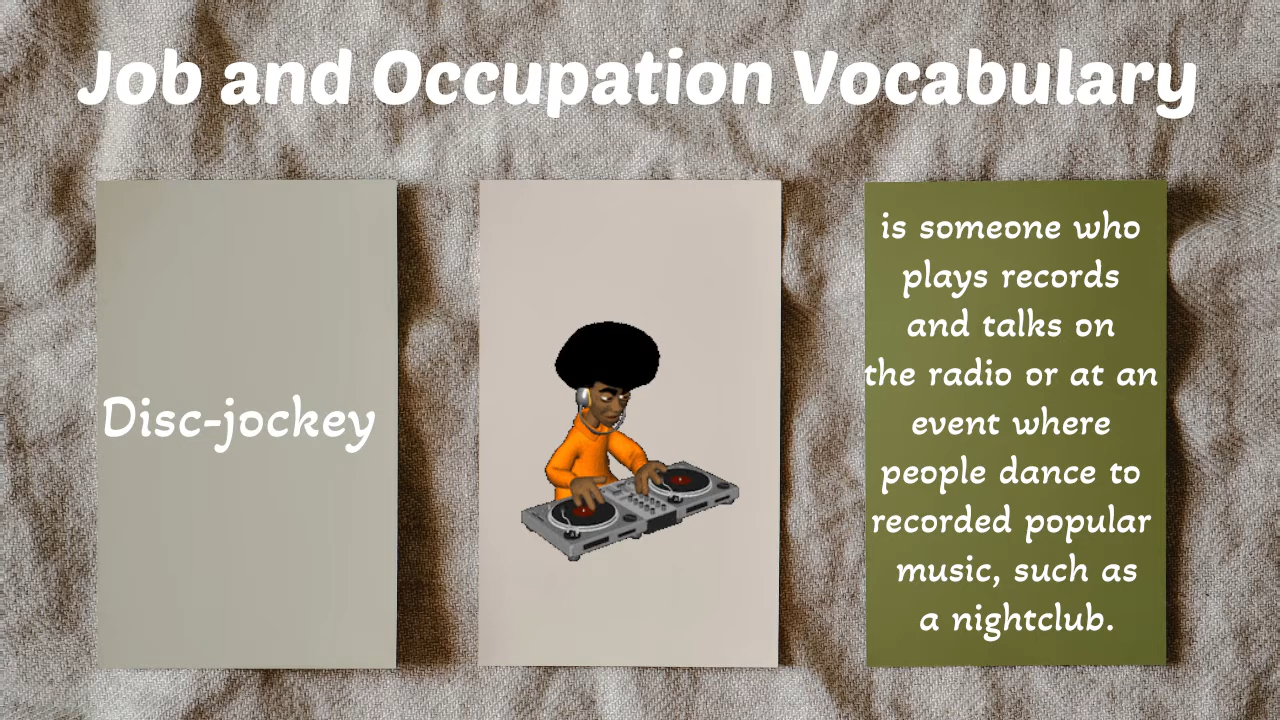 Job and Occupation Vocabulary
Disc-jockey
is someone who
plays records
and talks on
the radio or at an
event where
people dance to
recorded popular
music, such as
a nightclub.